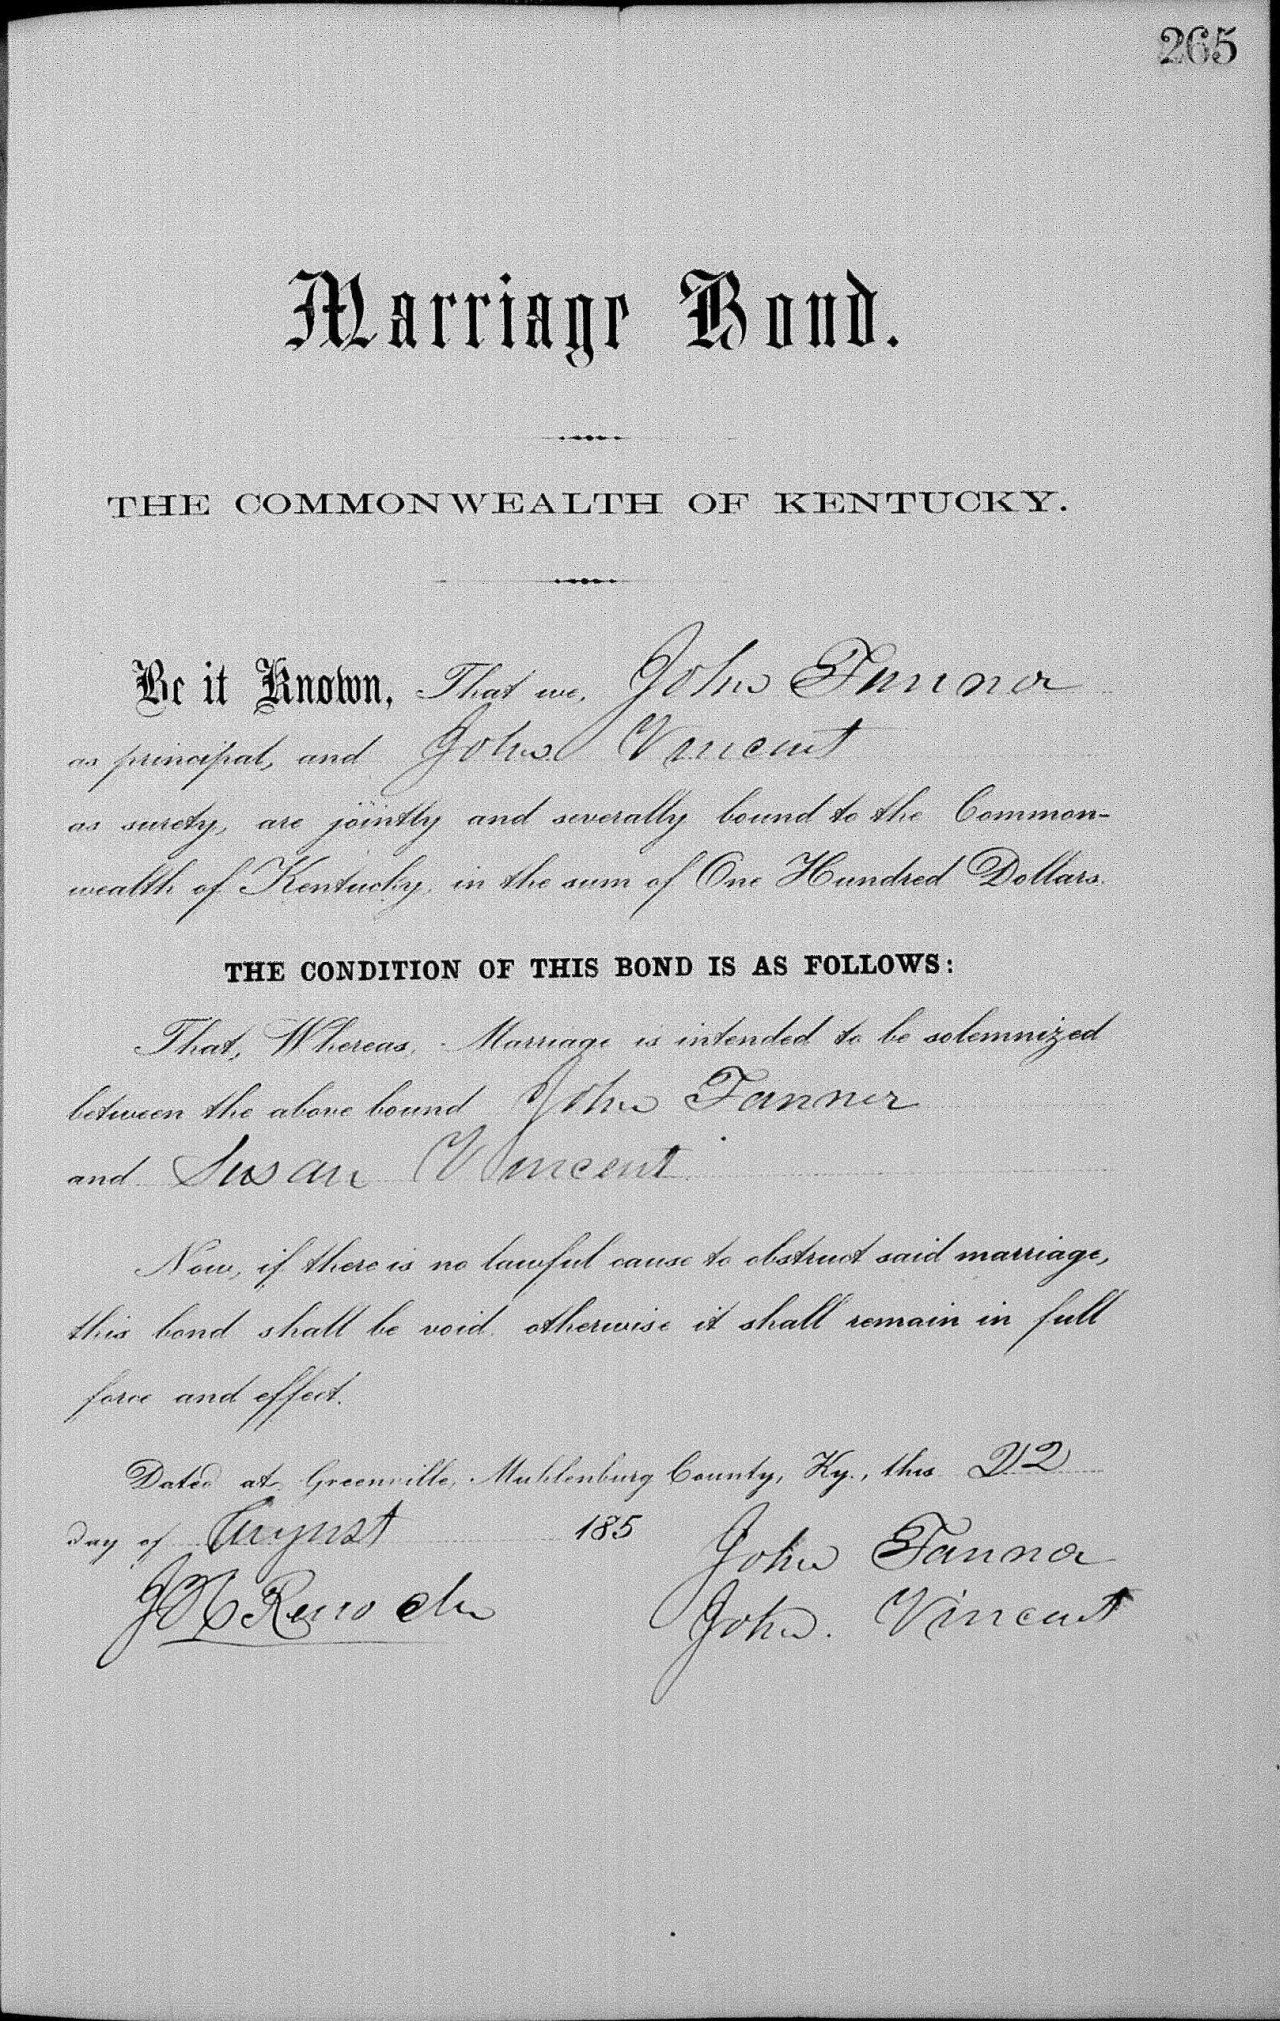 265
Marriage Bond.
THE COMMONWEALTH OF KENTUCKY.
Be it Known, That we, John Tanner
as principal, and John Vincent
as surety, are jointly and severally bound to the Common-
wealth of Kentucky, in the sum of One Hundred Dollars.
THE CONDITION OF THIS BOND IS AS FOLLOWS:
That, Whereas, Marriage is intended to be solemnized
between the above bound John Tanner
and Susan Vincent
Now, if there is no lawful cause to obstruct said marriage,
this bond shall be void, otherwise it shall remain in full
force and effect.
Dated at Greenville, Muhlenburg County, Ky., this 22
day of August 185
John Tanner
J H Reno clk
John Vincent